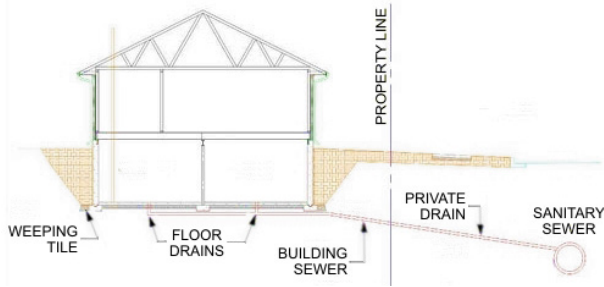 PROPERTY LINE
WEEPING
TILE
FLOOR
DRAINS
BUILDING
SEWER
PRIVATE
DRAIN
SANITARY
SEWER